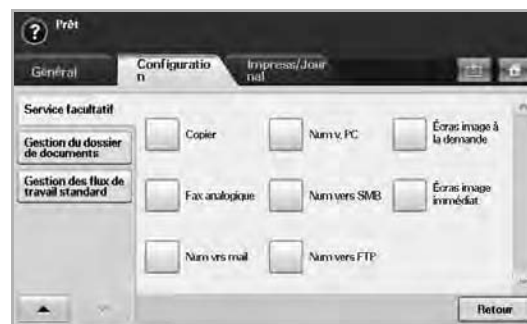 Prêt
Général
Configuratio
n
Impress/Jour
nal
Service facultatif
Gestion du dossier
de documents
Gestion des flux de
travail standard
Copier
Num v. PC
Écras image à
la demande
Fax analogique
Num vers SMB
Écras image
immédiat
Num vrs mail
Num vers FTP
Retour